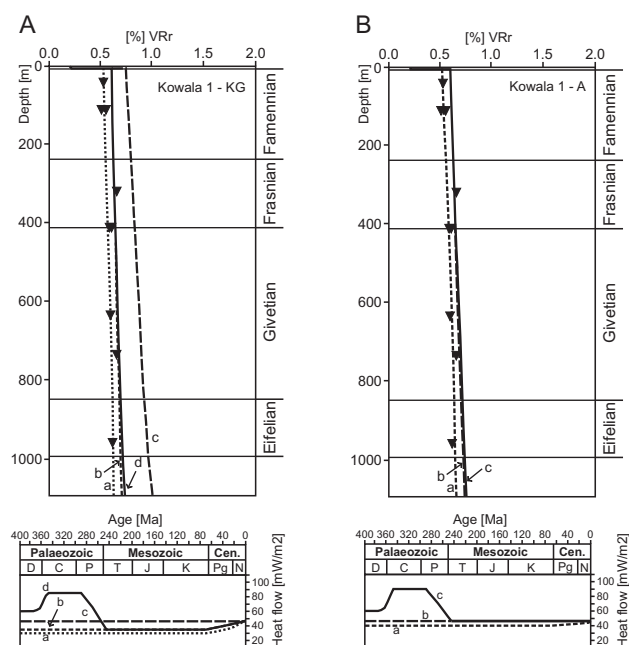 A
[%] VRr
0.0 0.5 1.0 1.5 2.0
Depth [m]
0
200
400
600
800
1000
Kowala 1 - KG
Famennian
Frasnian
Givetian
Eifelian
c
b d
a
Age [Ma]
400 360 320 280 240 200 160 120 80 40 0
Palaeozoic Mesozoic Cen.
D C P T J K Pg N
d
b
c
a
100
80
60
40
20
Heat flow [mW/m2]
B
[%] VRr
0.0 0.5 1.0 1.5 2.0
Depth [m]
0
200
400
600
800
1000
Kowala 1 - A
Famennian
Frasnian
Givetian
Eifelian
b c
a
Age [Ma]
400 360 320 280 240 200 160 120 80 40 0
Palaeozoic Mesozoic Cen.
D C P T J K Pg N
c
b
a
100
80
60
40
20
Heat flow [mW/m2]